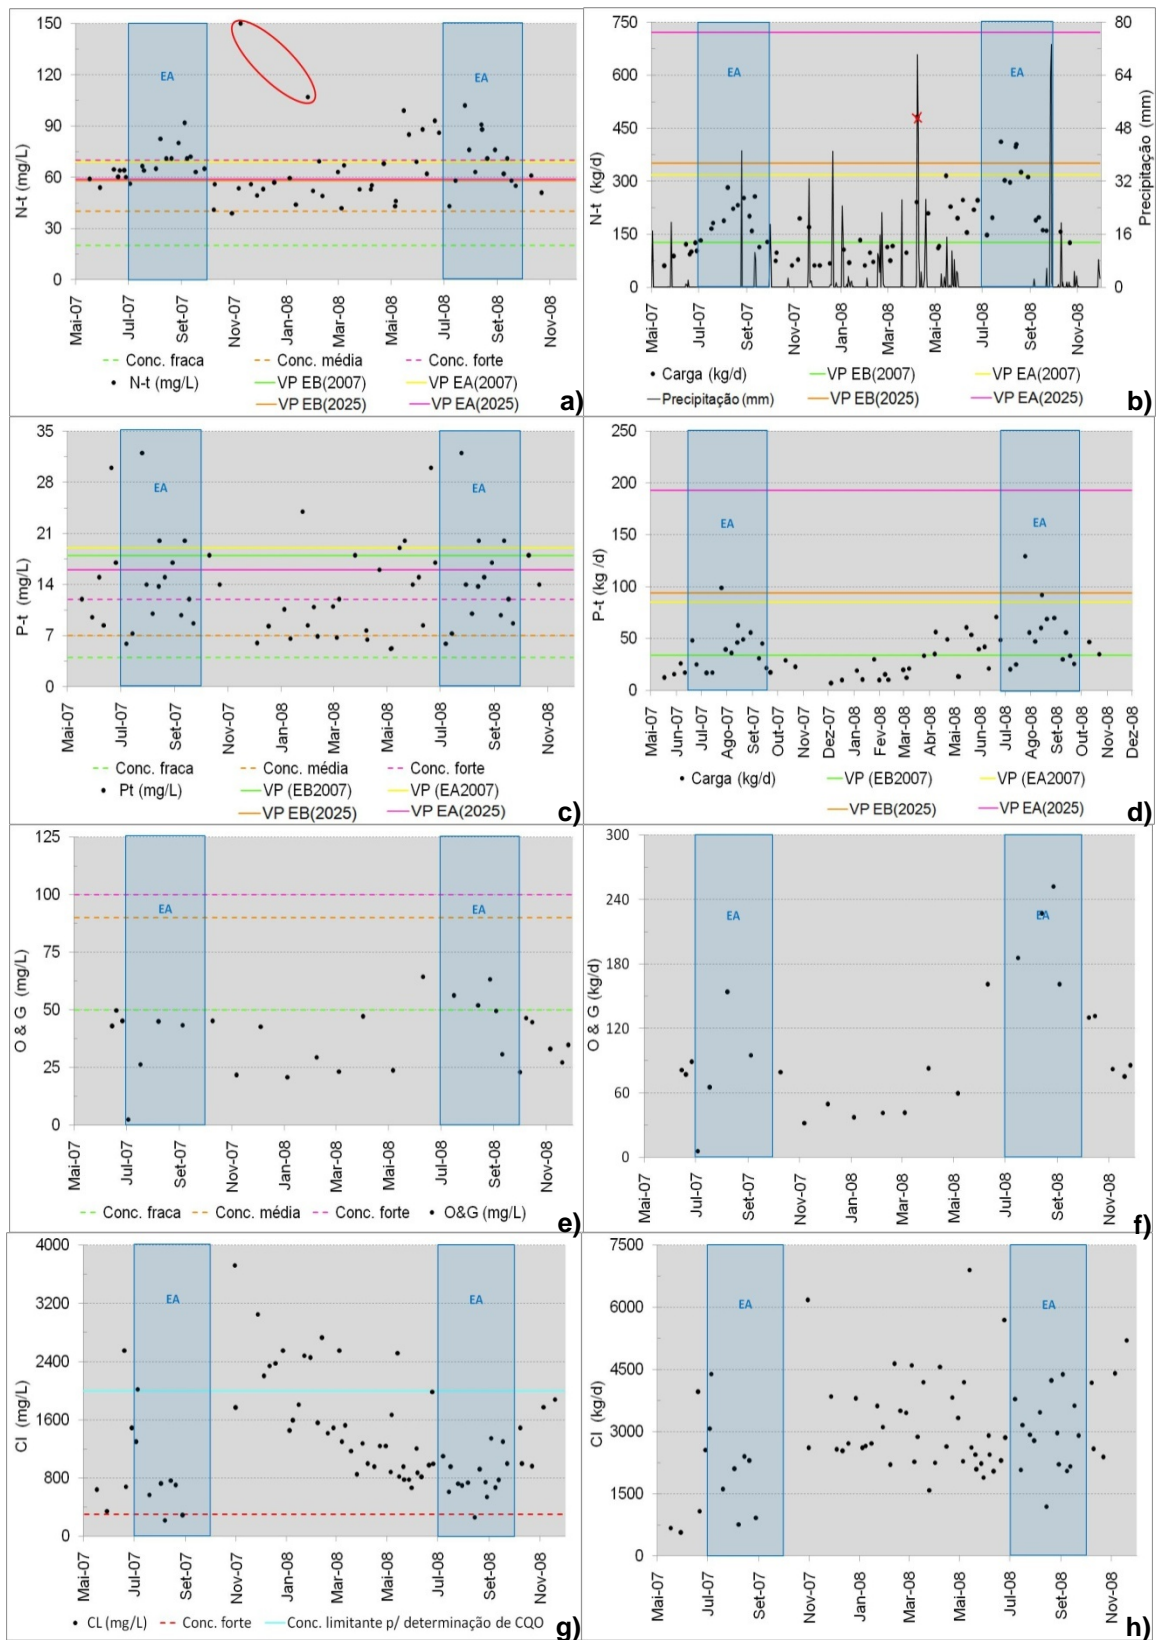 150
120
90
60
30
0
N-t (mg/L)
EA
EA
Mai-07
Jul-07
Set-07
Nov-07
Jan-08
Mar-08
Mai-08
Jul-08
Set-08
Nov-08
Conc. fraca
Conc. média
Conc. forte
N-t (mg/L)
VP EB(2007)
VP EA(2007)
VP EB(2025)
VP EA(2025)
a)
750
600
450
300
150
0
N-t (kg/d)
80
64
48
32
16
0
Precipitação (mm)
EA
EA
Mai-07
Jul-07
Set-07
Nov-07
Jan-08
Mar-08
Mai-08
Jul-08
Set-08
Nov-08
Carga (kg/d)
VP EB(2007)
VP EA(2007)
Precipitação (mm)
VP EB(2025)
VP EA(2025)
b)
35
28
21
14
7
0
P-t (mg/L)
EA
EA
Mai-07
Jul-07
Set-07
Nov-07
Jan-08
Mar-08
Mai-08
Jul-08
Set-08
Nov-08
Conc. fraca
Conc. média
Conc. forte
Pt (mg/L)
VP (EB2007)
VP (EA2007)
VP EB(2025)
VP EA(2025)
c)
250
200
150
100
50
0
P-t (kg /d)
EA
EA
Mai-07
Jun-07
Jul-07
Ago-07
Set-07
Out-07
Out-07
Dez-07
Jan-08
Fev-08
Mar-08
Abr-08
Mai-08
Jun-08
Jul-08
Ago-08
Set-08
Out-08
Out-08
Dez-08
Carga (kg/d)
VP (EB2007)
VP (EA2007)
VP EB(2025)
VP EA(2025)
d)
125
100
75
50
25
0
O & G (mg/L)
EA
EA
Mai-07
Jul-07
Set-07
Nov-07
Jan-08
Mar-08
Mai-08
Jul-08
Set-08
Nov-08
Conc. fraca
Conc. média
Conc. forte
O&G (mg/L)
e)
300
240
180
120
60
0
O & G (kg/d)
EA
EA
Mai-07
Jul-07
Set-07
Nov-07
Jan-08
Mar-08
Mai-08
Jul-08
Set-08
Nov-08
f)
4000
3200
2400
1600
800
0
Cl (mg/L)
EA
EA
Mai-07
Jul-07
Set-07
Nov-07
Jan-08
Mar-08
Mai-08
Jul-08
Set-08
Nov-08
CL (mg/L)
Conc. forte
Conc. limitante p/ determinação de CQO
g)
7500
6000
4500
3000
1500
0
Cl (kg/d)
EA
EA
Mai-07
Jul-07
Set-07
Nov-07
Jan-08
Mar-08
Mai-08
Jul-08
Set-08
Nov-08
h)